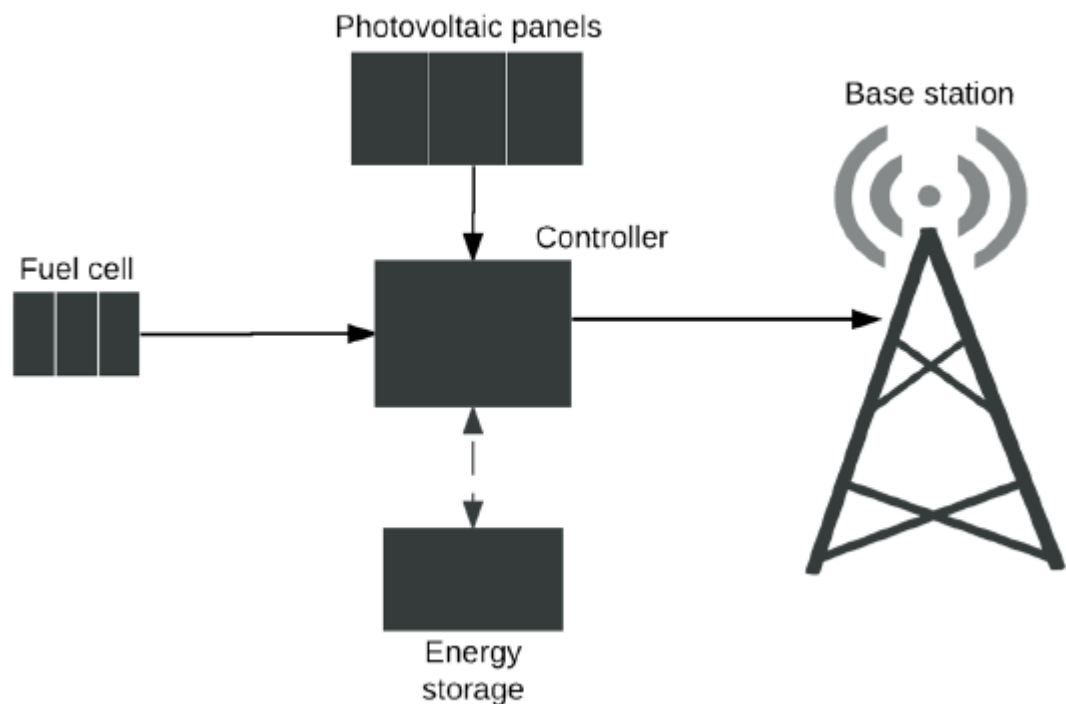 Photovoltaic panels
Base station
Controller
Fuel cell
Energy
storage